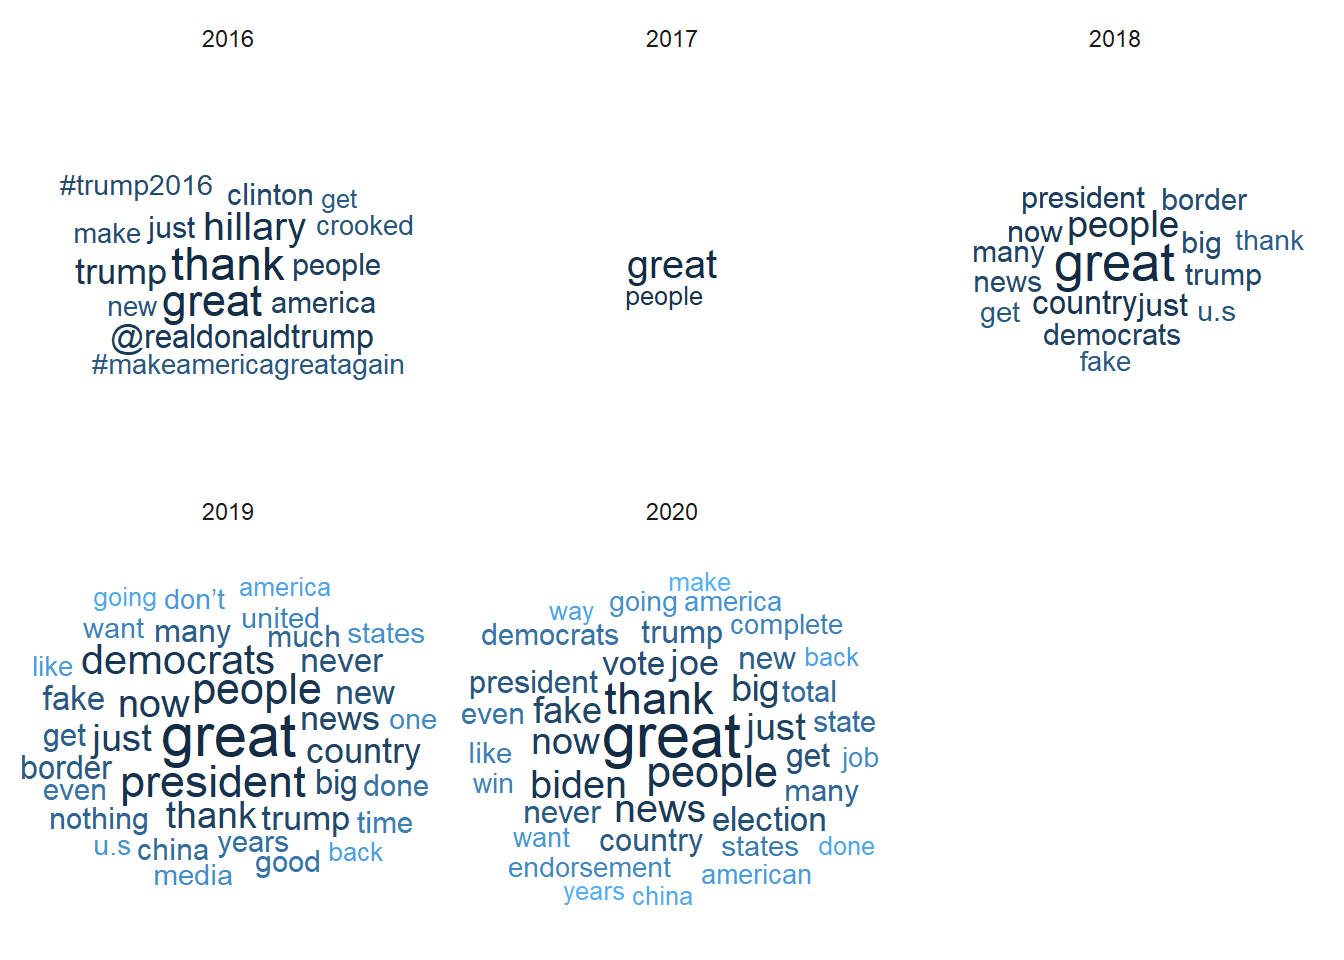 2016
#trump2016 clinton get
make just hillary crooked
trump thank people
new great america
@realdonaldtrump
#makeamericagreatagain
2017
great
people
2018
president border
now people
many great big thank
news trump
get country just u.s
democrats
fake
2019
going don’t america
want many united
much states
like democrats never
fake now people new
get just great news one
country
border president big done
even
nothing thank trump time
u.s china years
good back
media
2020
make
way going america
democrats trump complete
vote joe new back
president thank big total
even fake great just state
like now get job
win biden people many
never news election
want country states done
endorsement american
years china